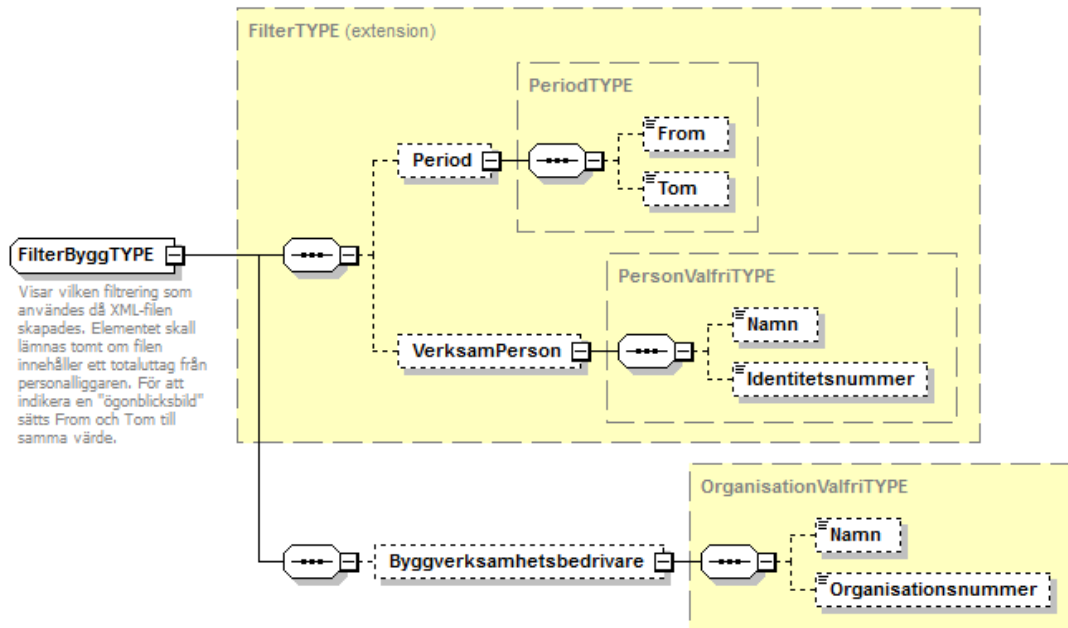 FilterTYPE (extension)
PeriodTYPE
From
Period
Tom
FilterByggTYPE
Visar vilken filtrering som
användes då XML-filen
skapades. Elementet skall
lämnas tomt om filen
innehåller ett totaluttag från
personalliggaren. För att
indikera en "ögonblicksbild"
sätts From och Tom till
samma värde.
PersonValfriTYPE
Namn
VerksamPerson
Identitetsnummer
OrganisationValfriTYPE
Namn
Byggverksamhetsbedrivare
Organisationsnummer